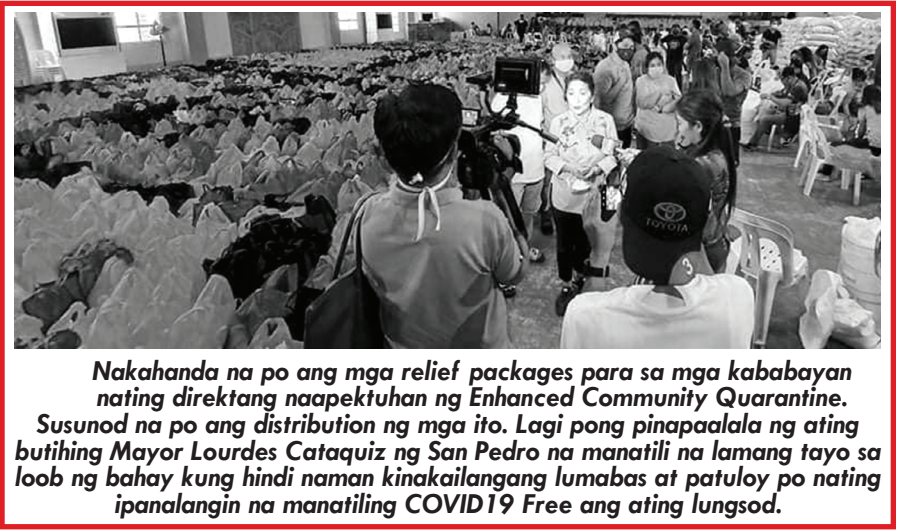 TOYOTA
3
Nakahanda na po ang mga relief packages para sa mga kababayan
nating direktang naapektuhan ng Enhanced Community Quarantine.
Susunod na po ang distribution ng mga ito. Lagi pong pinapaalala ng ating
butihing Mayor Lourdes Cataquiz ng San Pedro na manatili na lamang tayo sa
loob ng bahay kung hindi naman kinakailangang lumabas at patuloy po nating
ipanalangin na manatiling COVID19 Free ang ating lungsod.